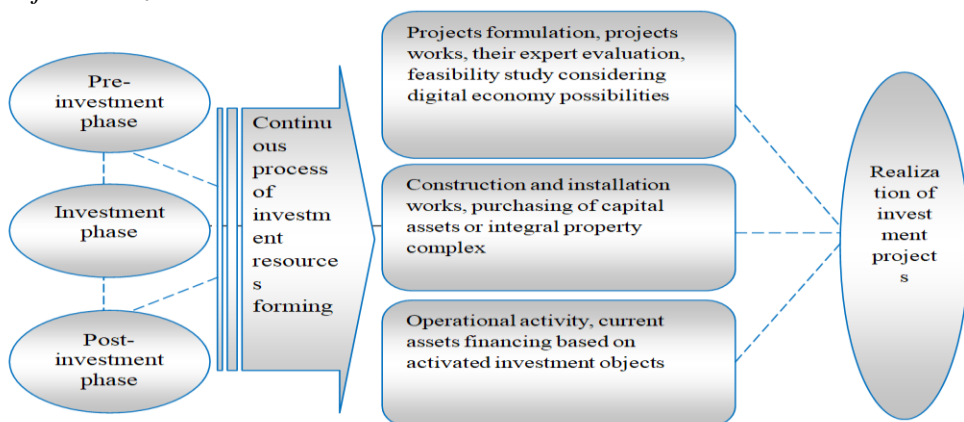 Pre-
investment
phase
Investment
phase
Post-
investment
phase
Continu
ous
process
of
investm
ent
resource
s
forming
Projects formulation, projects
works, their expert evaluation,
feasibility study considering
digital economy possibilities
Construction and installation
works, purchasing of capital
assets or integral property
complex
Operational activity, current
assets financing based on
activated investment objects
Realiza
tion of
invest
ment
project
s